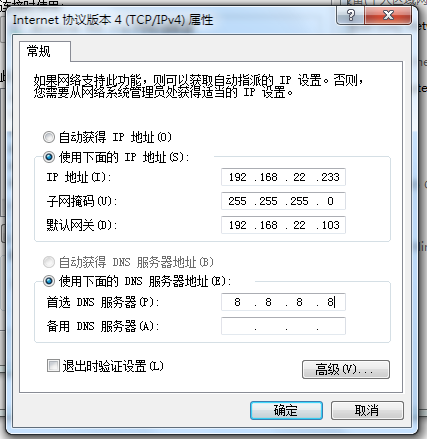 Internet 协议版本 4 (TCP/IPv4) 属性
常规
如果网络支持此功能，则可以获取自动指派的 IP 设置。否则，
您需要从网络系统管理员处获得适当的 IP 设置。
自动获得 IP 地址(O)
使用下面的 IP 地址(S):
IP 地址(I): 192 .168 . 22 .233
子网掩码(U): 255 .255 .255 . 0
默认网关(D): 192 .168 . 22 .103
自动获得 DNS 服务器地址(B)
使用下面的 DNS 服务器地址(E):
首选 DNS 服务器(P): 8 . 8 . 8 . 8
备用 DNS 服务器(A): . . .
退出时验证设置(L)
高级(V)...
确定 取消